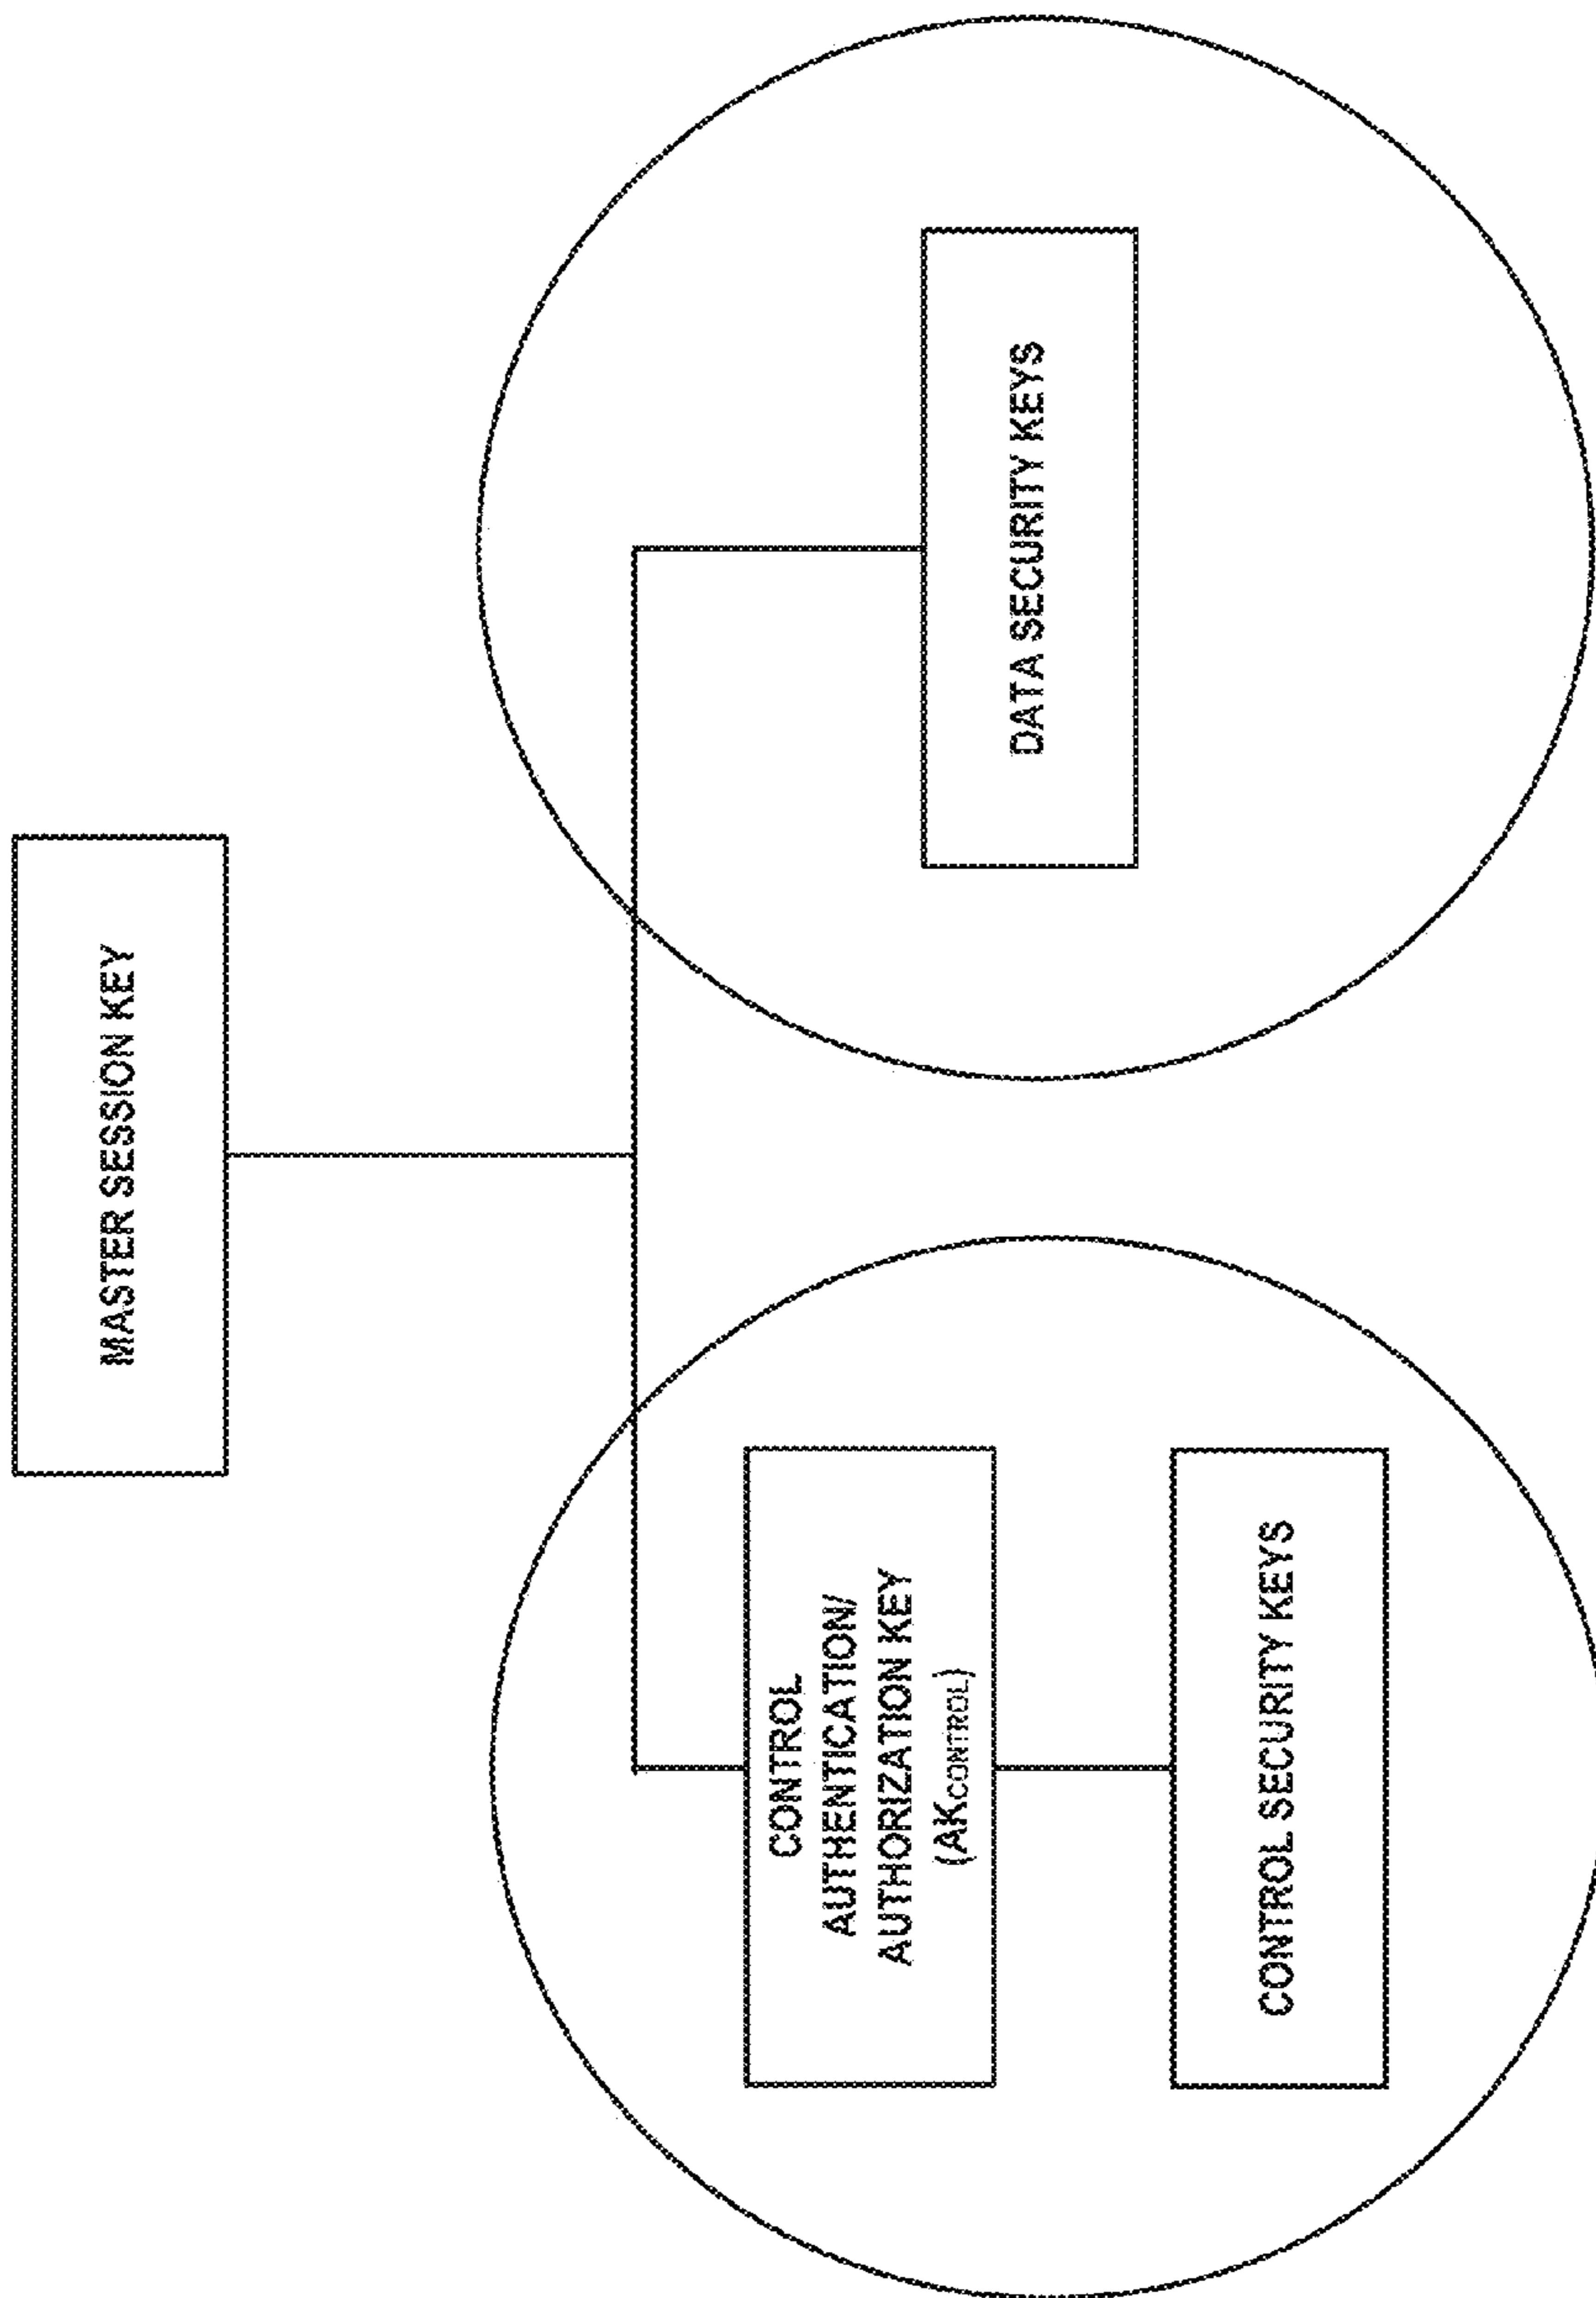 MASTER SESSION KEY
CONTROL
AUTHENTICATION/
AUTHORIZATION KEY
(AKCONTROL)
CONTROL SECURITY KEYS
DATA SECURITY KEYS